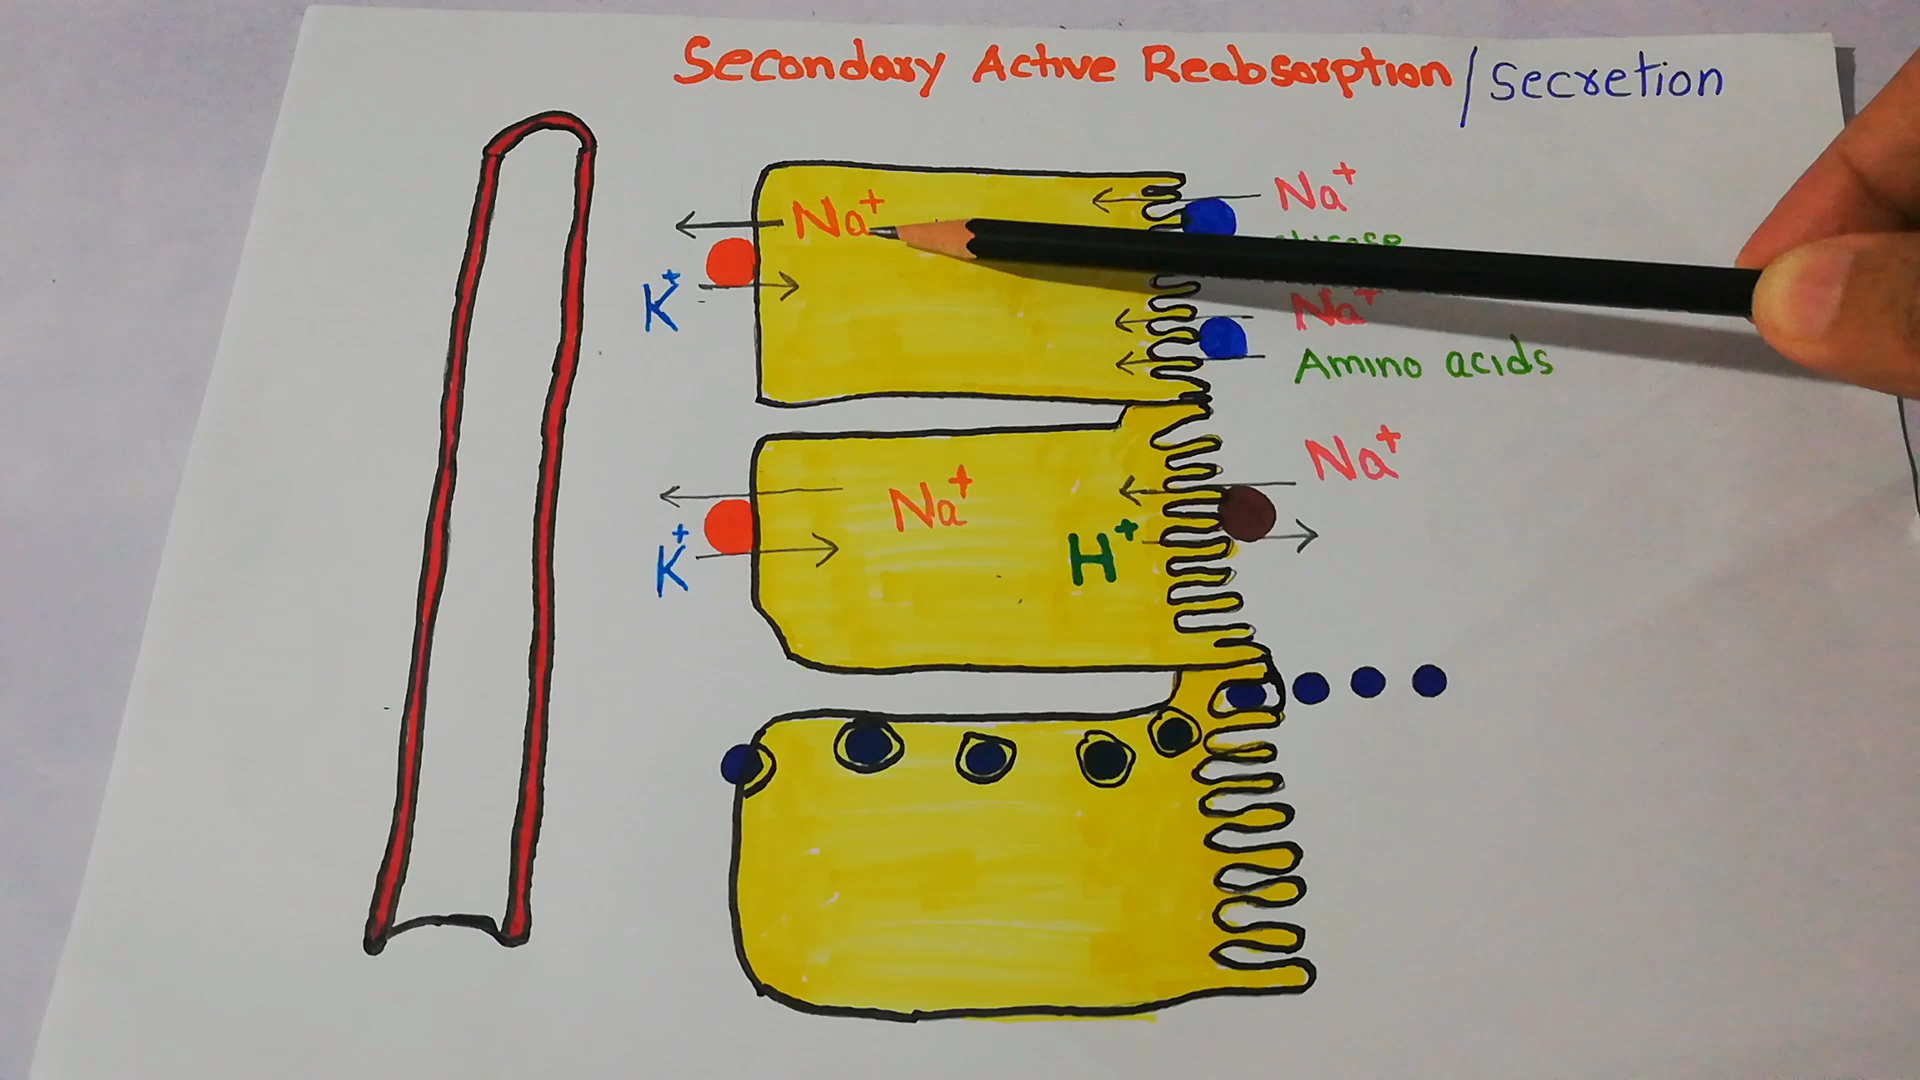 Secondary Active Reabsorption/Secretion
Na+
Na+
K+
Na+
Amino acids
Na+
Na+
H+
K+